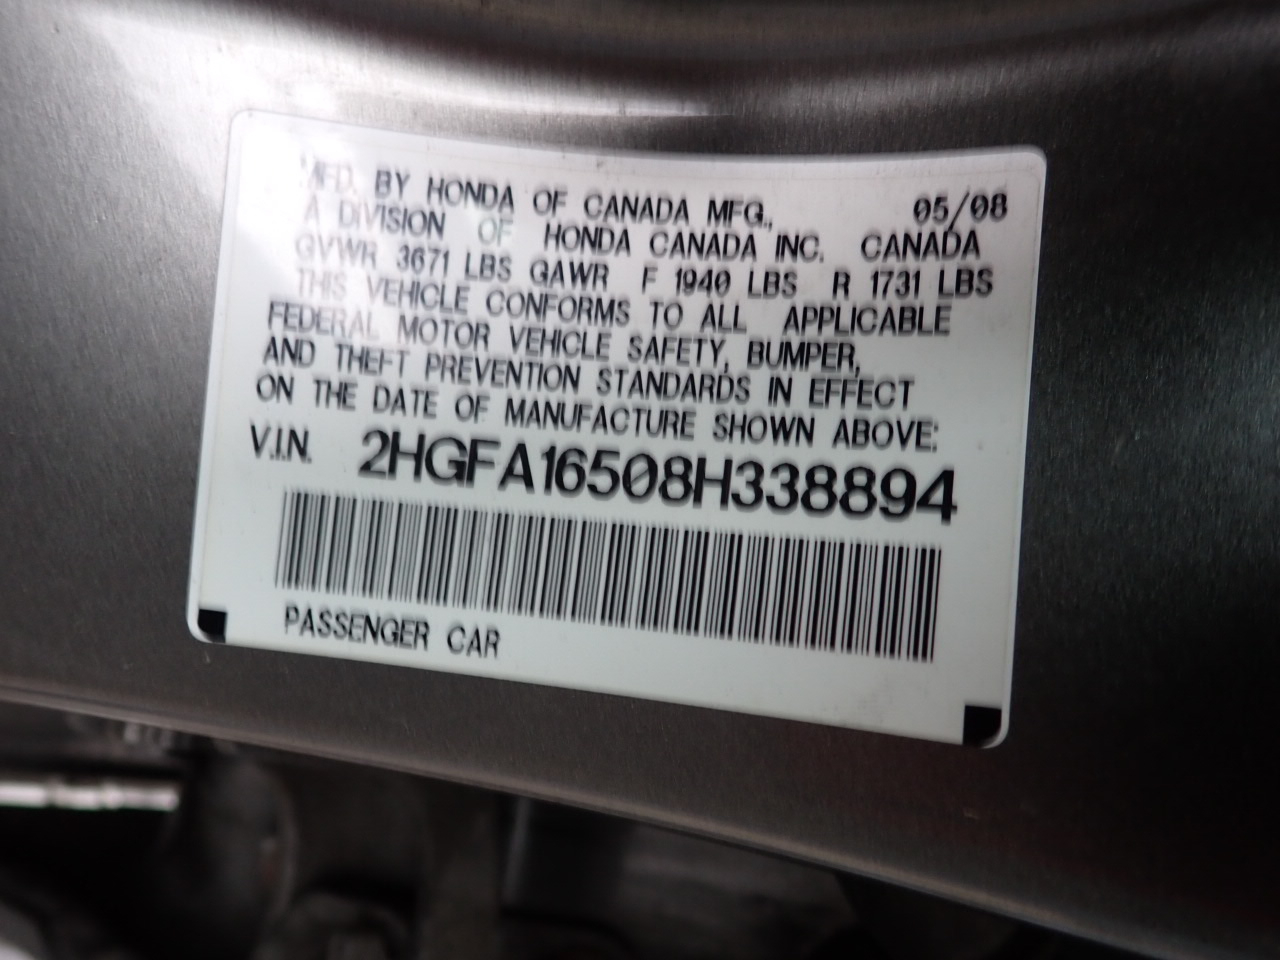 MFD. BY HONDA OF CANADA MFG., 05/08
A DIVISION OF HONDA CANADA INC. CANADA
GVWR 3671 LBS GAWR F 1940 LBS R 1731 LBS
THIS VEHICLE CONFORMS TO ALL APPLICABLE
FEDERAL MOTOR VEHICLE SAFETY, BUMPER,
AND THEFT PREVENTION STANDARDS IN EFFECT
ON THE DATE OF MANUFACTURE SHOWN ABOVE:
V.I.N. 2HGFA16508H338894
PASSENGER CAR